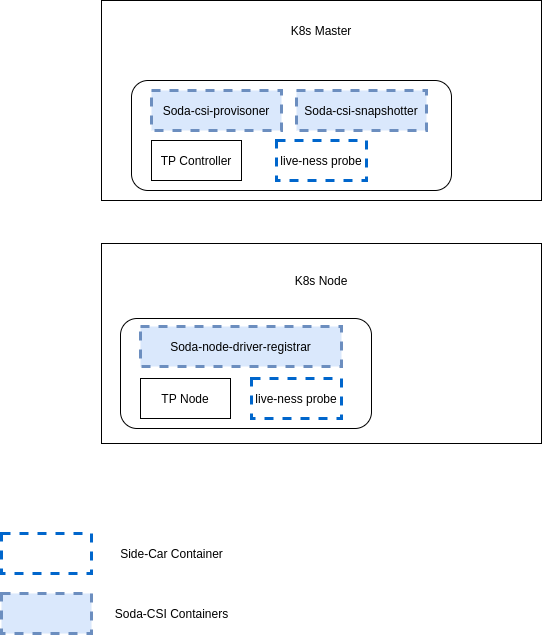 K8s Master
Soda-csi-provisoner
Soda-csi-snapshotter
TP Controller
live-ness probe
K8s Node
Soda-node-driver-registrar
TP Node
live-ness probe
Side-Car Container
Soda-CSI Containers